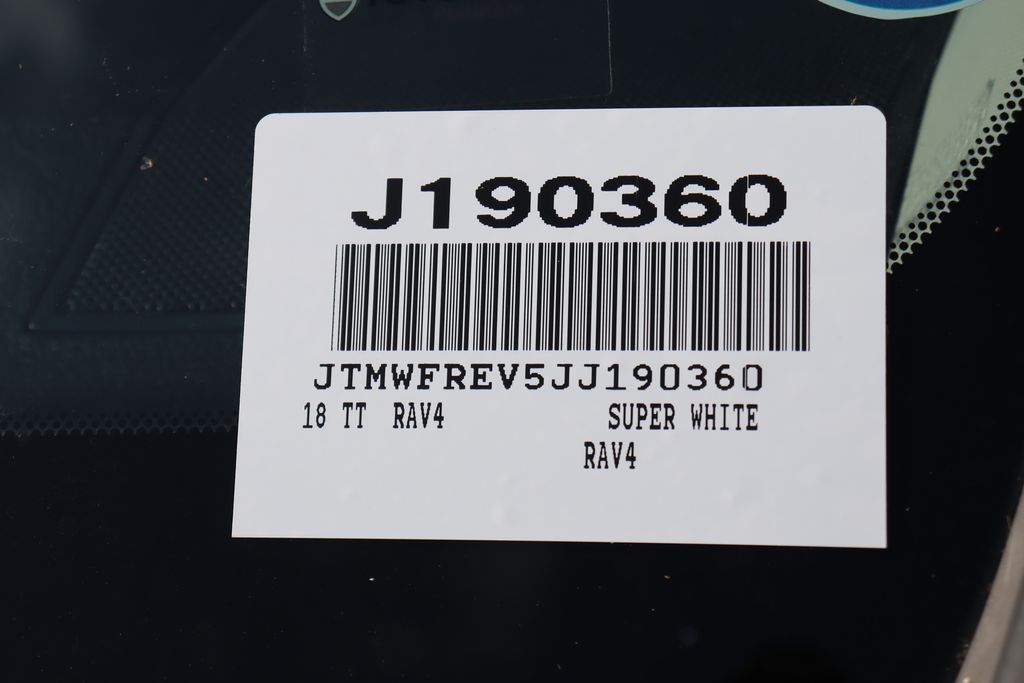 J190360
JTMWFREV5JJ190360
18 TT RAV4 SUPER WHITE
RAV4